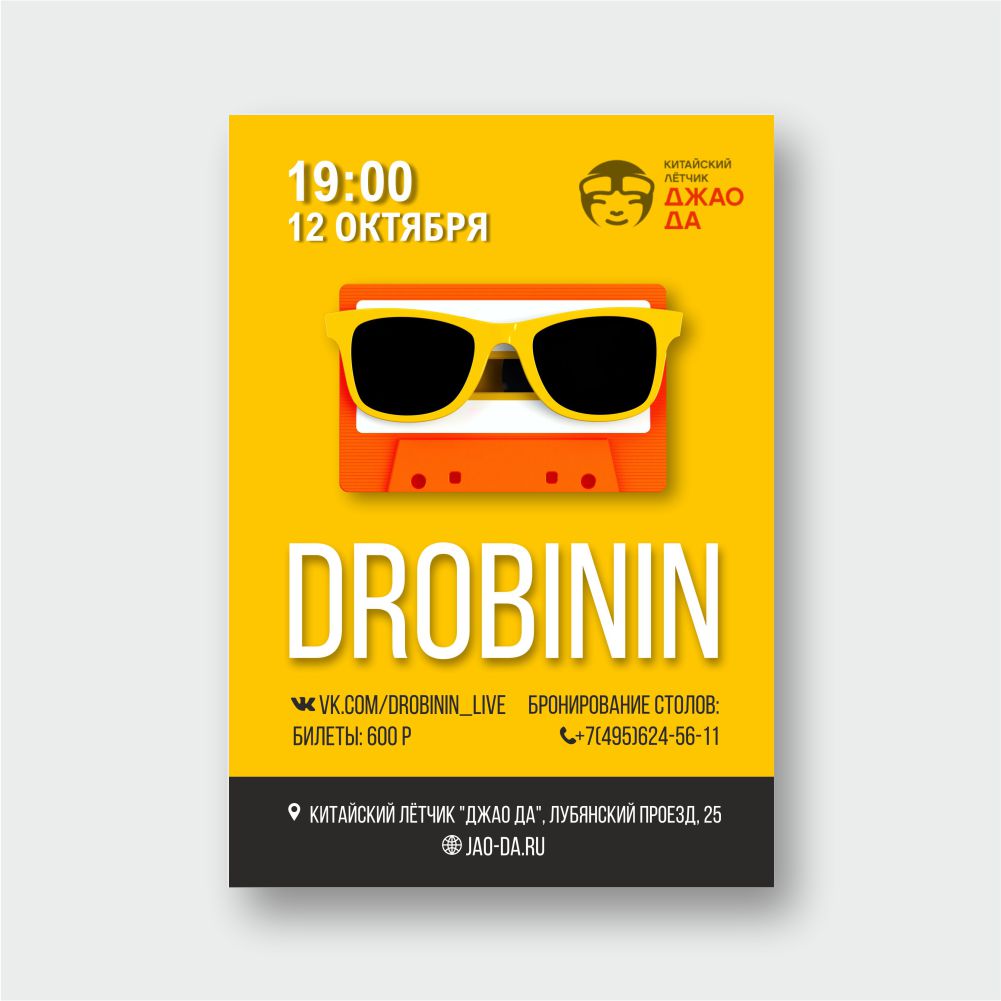 19:00
12 ОКТЯБРЯ
КИТАЙСКИЙ
ЛЁТЧИК
ДЖАО
ДА
DROBININ
VK.COM/DROBININ_LIVE
БИЛЕТЫ: 600 Р
БРОНИРОВАНИЕ СТОЛОВ:
+7(495)624-56-11
КИТАЙСКИЙ ЛЁТЧИК "ДЖАО ДА", ЛУБЯНСКИЙ ПРОЕЗД, 25
JAO-DA.RU